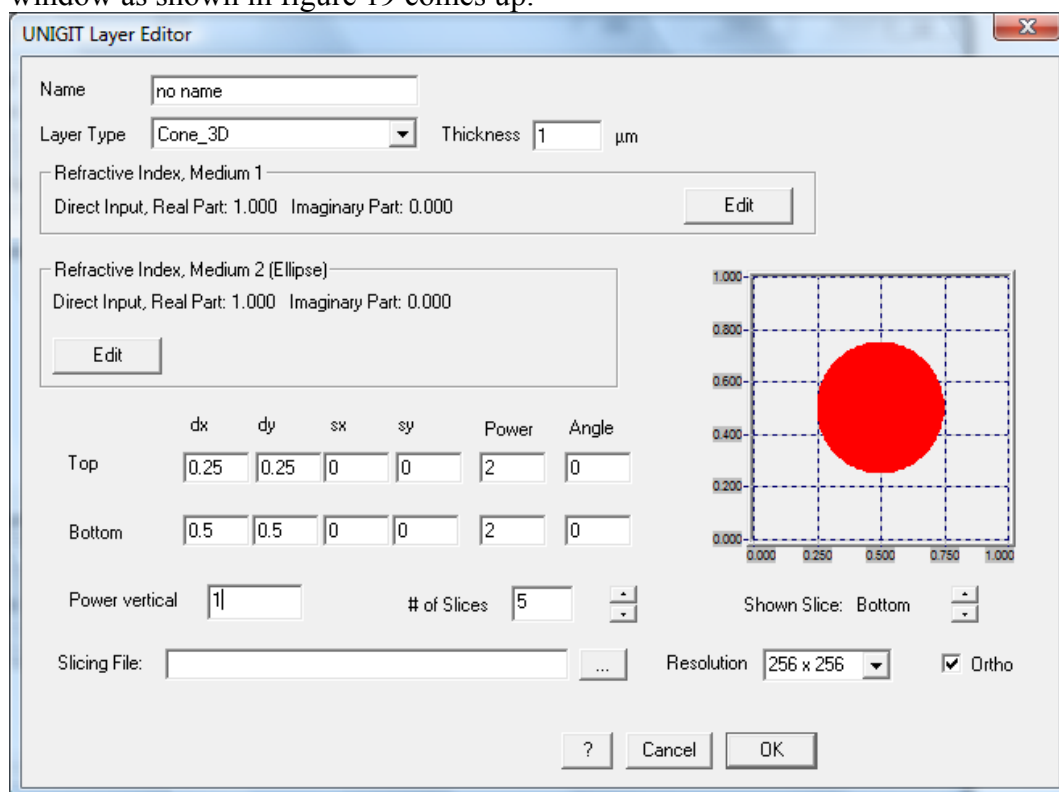 window as shown in figure 19 comes up.
UNIGIT Layer Editor
Name no name
Layer Type Cone_3D Thickness 1 µm
Refractive Index, Medium 1
Direct Input, Real Part: 1.000 Imaginary Part: 0.000 Edit
Refractive Index, Medium 2 (Ellipse)
Direct Input, Real Part: 1.000 Imaginary Part: 0.000
Edit
1.000
0.800
0.600
0.400
0.200
0.000
0.000 0.250 0.500 0.750 1.000
dx dy sx sy Power Angle
Top 0.25 0.25 0 0 2 0
Bottom 0.5 0.5 0 0 2 0
Power vertical 1 # of Slices 5 Shown Slice: Bottom
Slicing File: ... Resolution 256 x 256 Ortho
? Cancel OK